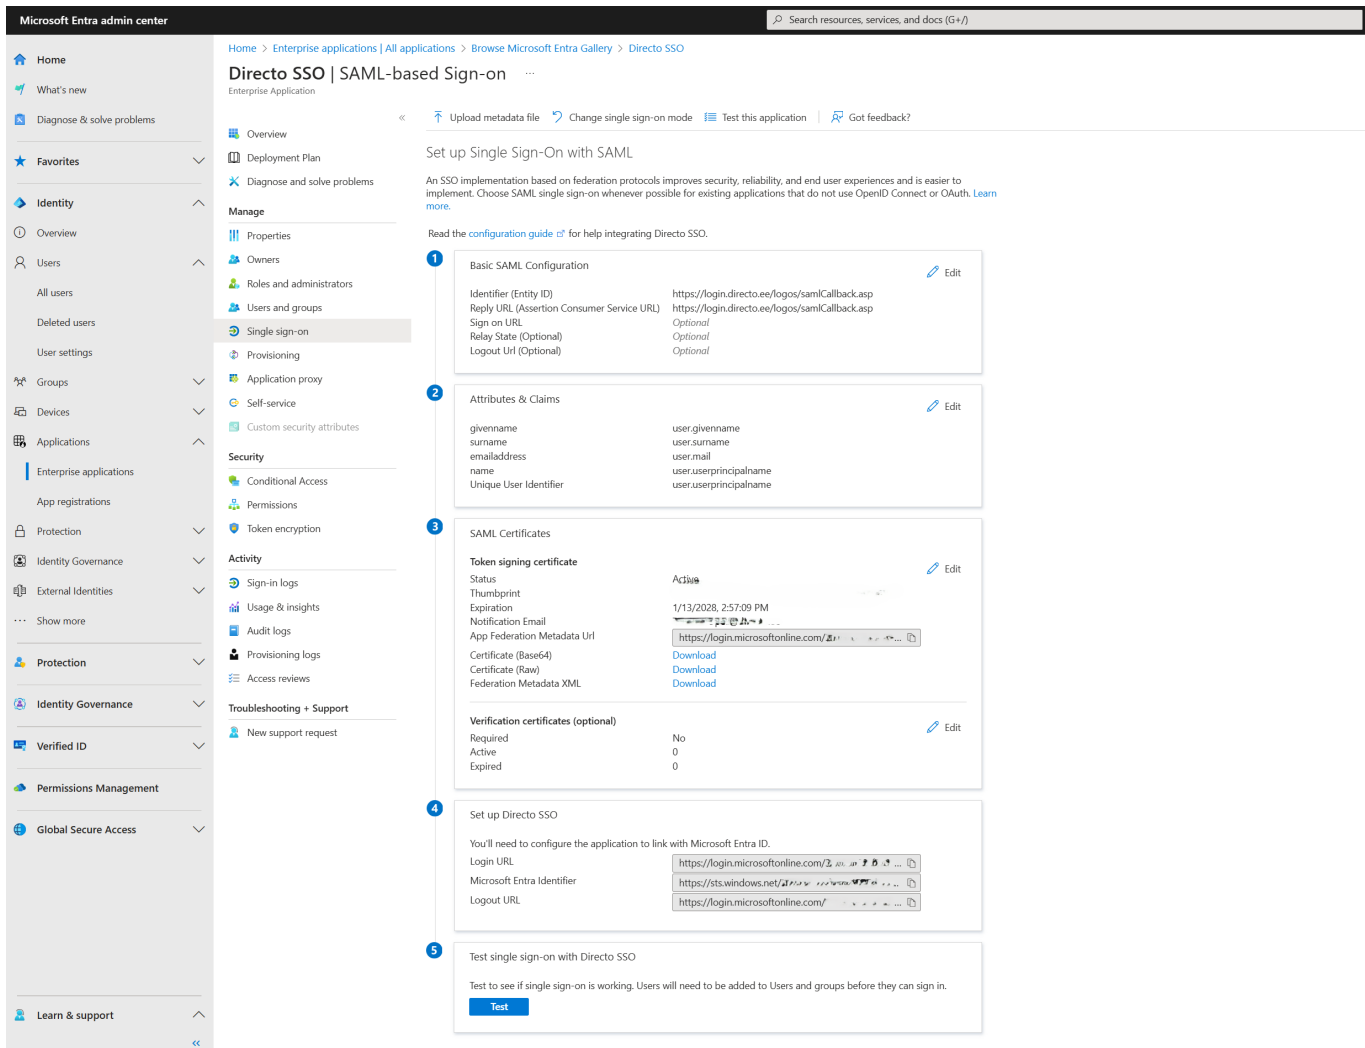 Microsoft Entra admin center
Search resources, services, and docs (G+/)
Home
What's new
Diagnose & solve problems
Favorites
Identity
Overview
Users
All users
Deleted users
User settings
Groups
Devices
Applications
Enterprise applications
App registrations
Protection
Identity Governance
External Identities
Show more
Protection
Identity Governance
Verified ID
Permissions Management
Global Secure Access
Learn & support
Home > Enterprise applications | All applications > Browse Microsoft Entra Gallery > Directo SSO
Directo SSO | SAML-based Sign-on ...
Enterprise Application
Overview
Deployment Plan
Diagnose and solve problems
Manage
Properties
Owners
Roles and administrators
Users and groups
Single sign-on
Provisioning
Application proxy
Self-service
Custom security attributes
Security
Conditional Access
Permissions
Token encryption
Activity
Sign-in logs
Usage & insights
Audit logs
Provisioning logs
Access reviews
Troubleshooting + Support
New support request
Upload metadata file Change single sign-on mode Test this application Got feedback?
Set up Single Sign-On with SAML
An SSO implementation based on federation protocols improves security, reliability, and end user experiences and is easier to
implement. Choose SAML single sign-on whenever possible for existing applications that do not use OpenID Connect or OAuth. Learn
more.
Read the configuration guide for help integrating Directo SSO.
1
Basic SAML Configuration
Edit
Identifier (Entity ID) https://login.directo.ee/logos/samlCallback.asp
Reply URL (Assertion Consumer Service URL) https://login.directo.ee/logos/samlCallback.asp
Sign on URL Optional
Relay State (Optional) Optional
Logout Url (Optional) Optional
2
Attributes & Claims
Edit
givenname user.givenname
surname user.surname
emailaddress user.mail
name user.userprincipalname
Unique User Identifier user.userprincipalname
3
SAML Certificates
Token signing certificate
Edit
Status Active
Thumbprint
Expiration 1/13/2028, 2:57:09 PM
Notification Email
App Federation Metadata Url https://login.microsoftonline.com/ ...
Certificate (Base64) Download
Certificate (Raw) Download
Federation Metadata XML Download
Verification certificates (optional)
Edit
Required No
Active 0
Expired 0
4
Set up Directo SSO
You'll need to configure the application to link with Microsoft Entra ID.
Login URL https://login.microsoftonline.com/ ...
Microsoft Entra Identifier https://sts.windows.net/ ...
Logout URL https://login.microsoftonline.com/ ...
5
Test single sign-on with Directo SSO
Test to see if single sign-on is working. Users will need to be added to Users and groups before they can sign in.
Test